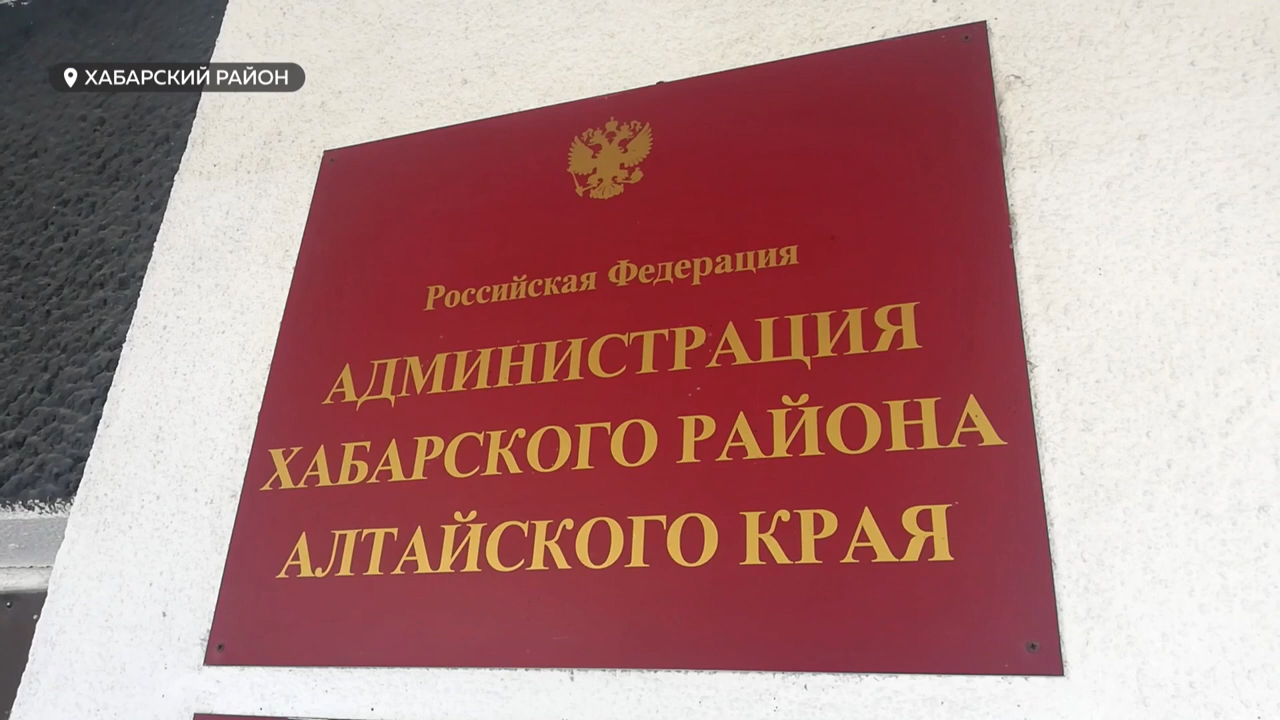 ХАБАРСКИЙ РАЙОН
Российская Федерация
АДМИНИСТРАЦИЯ
ХАБАРСКОГО РАЙОНА
АЛТАЙСКОГО КРАЯ